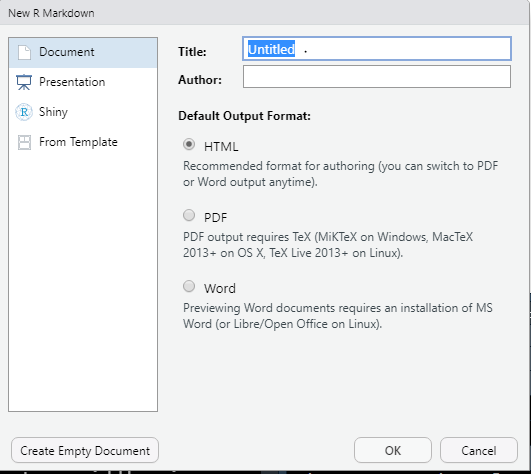 New R Markdown
Document
Presentation
Shiny
From Template
Title:
Untitled
Author:
Default Output Format:
HTML
Recommended format for authoring (you can switch to PDF
or Word output anytime).
PDF
PDF output requires TeX (MiKTeX on Windows, MacTeX
2013+ on OS X, TeX Live 2013+ on Linux).
Word
Previewing Word documents requires an installation of MS
Word (or Libre/Open Office on Linux).
Create Empty Document
OK
Cancel